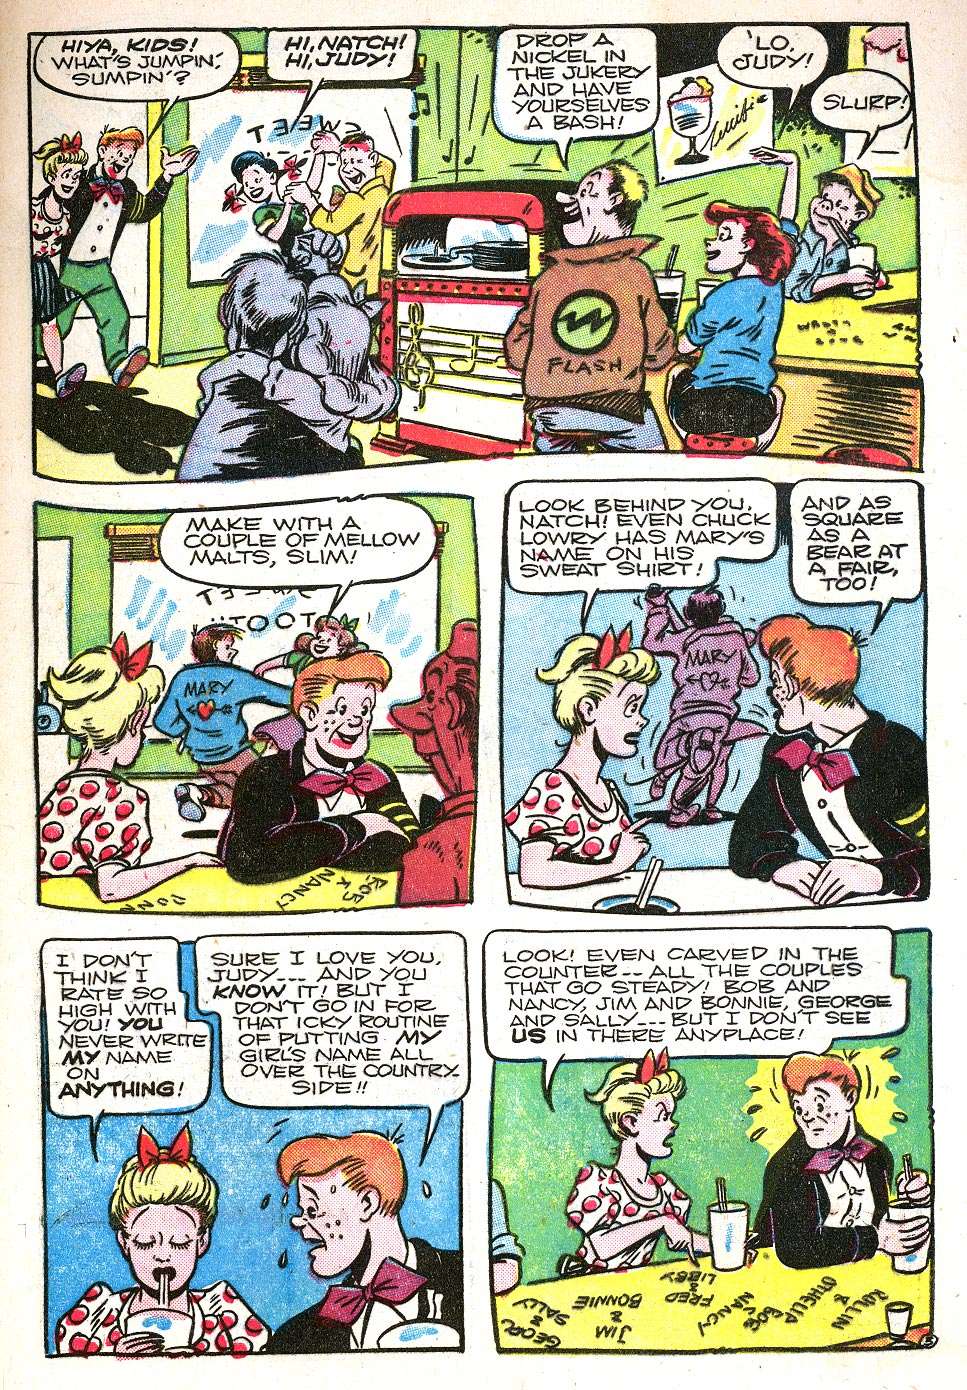 HIYA, KIDS!
WHAT'S JUMPIN',
SUMPIN'?
HI, NATCH!
HI, JUDY!
DROP A
NICKEL IN
THE JUKERY
AND HAVE
YOURSELVES
A BASH!
'LO,
JUDY!
SLURP!
SWEET
FLASH
MAKE WITH A
COUPLE OF MELLOW
MALTS, SLIM!
TOOT
MARY
NANCY
LOOK BEHIND YOU,
NATCH! EVEN CHUCK
LOWRY HAS MARY'S
NAME ON HIS
SWEAT SHIRT!
AND AS
SQUARE
AS A
BEAR AT
A FAIR,
TOO!
MARY
I DON'T
THINK I
RATE SO
HIGH WITH
YOU! YOU
NEVER WRITE
MY NAME
ON
ANYTHING!
SURE I LOVE YOU,
JUDY--- AND YOU
KNOW IT! BUT I
DON'T GO IN FOR
THAT ICKY ROUTINE
OF PUTTING MY
GIRL'S NAME ALL
OVER THE COUNTRY
SIDE!!
LOOK! EVEN CARVED IN THE
COUNTER -- ALL THE COUPLES
THAT GO STEADY! BOB AND
NANCY, JIM AND BONNIE, GEORGE
AND SALLY--- BUT I DON'T SEE
US IN THERE ANYPLACE!
GEORG
&
SALLY
JIM
&
BONNIE
FRED
&
LIBBY
BOB
&
NANCY
ROLLIN
&
OTHELIA
5